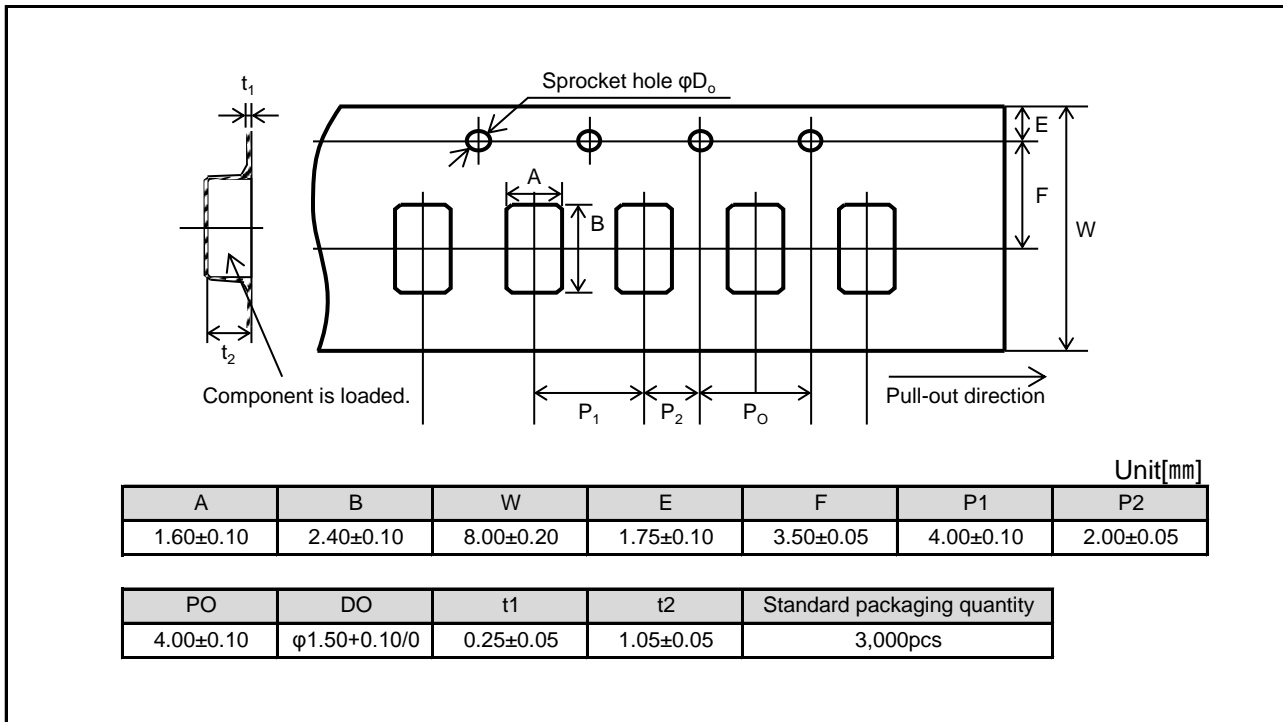 t₁
Sprocket hole φDₒ
E
A
F
B
W
t₂
Component is loaded.
P₁ P₂ P₀
Pull-out direction
Unit[㎜]
A B W E F P1 P2
1.60±0.10 2.40±0.10 8.00±0.20 1.75±0.10 3.50±0.05 4.00±0.10 2.00±0.05
PO DO t1 t2 Standard packaging quantity
4.00±0.10 φ1.50+0.10/0 0.25±0.05 1.05±0.05 3,000pcs